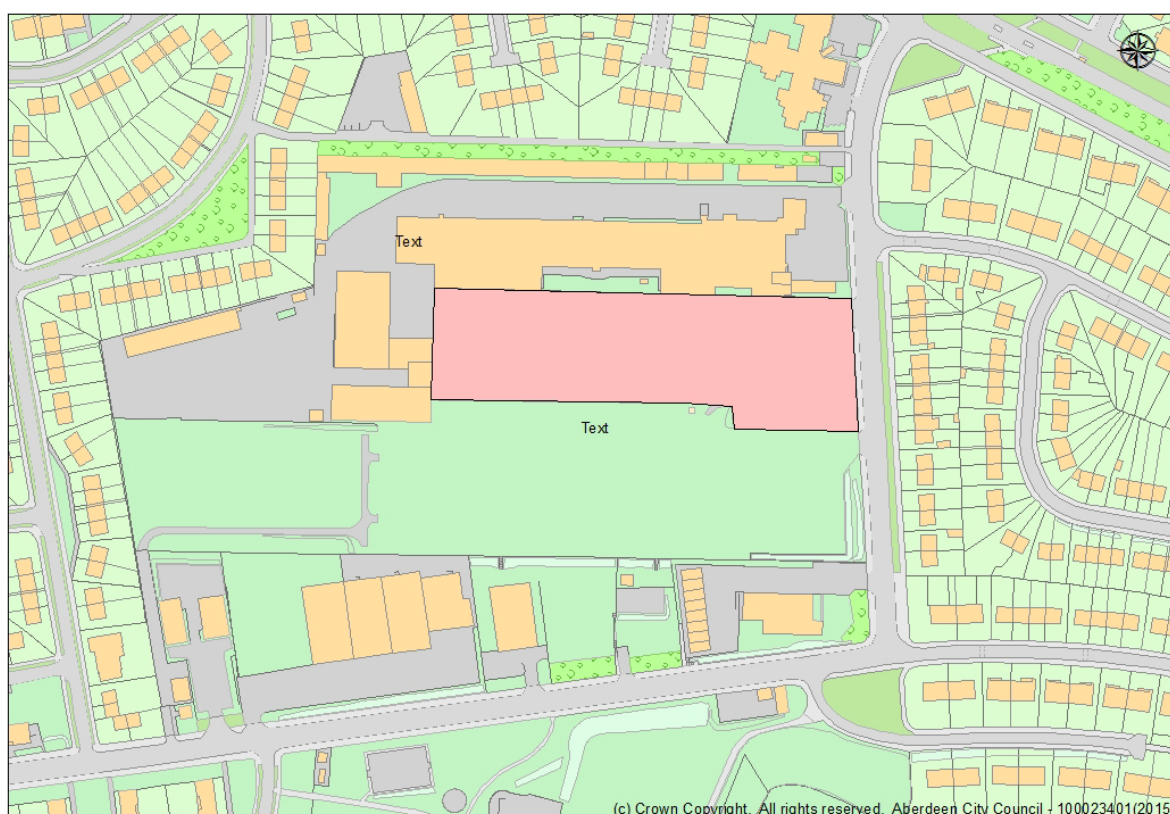 Text
Text
(c) Crown Copyright. All rights reserved. Aberdeen City Council - 100023401(2015